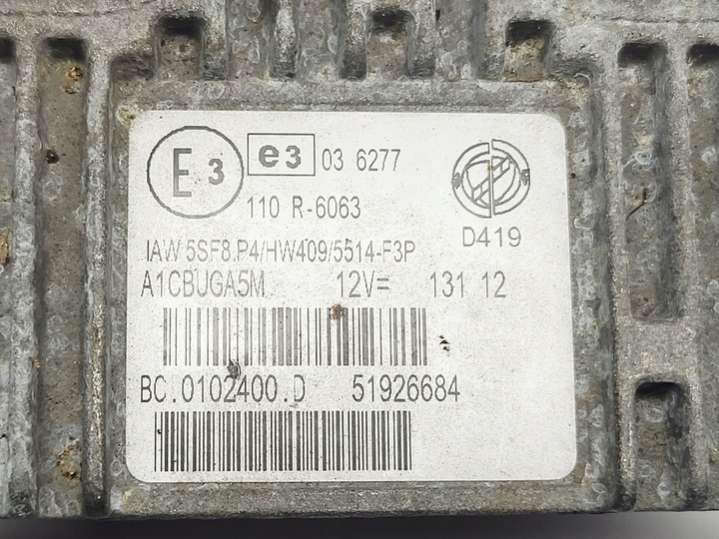 E 3 e3 03 6277
110 R-6063
D419
IAW 5SF8.P4/HW409/5514-F3P
A1CBUGA5M 12V= 131 12
BC.0102400.D 51926684